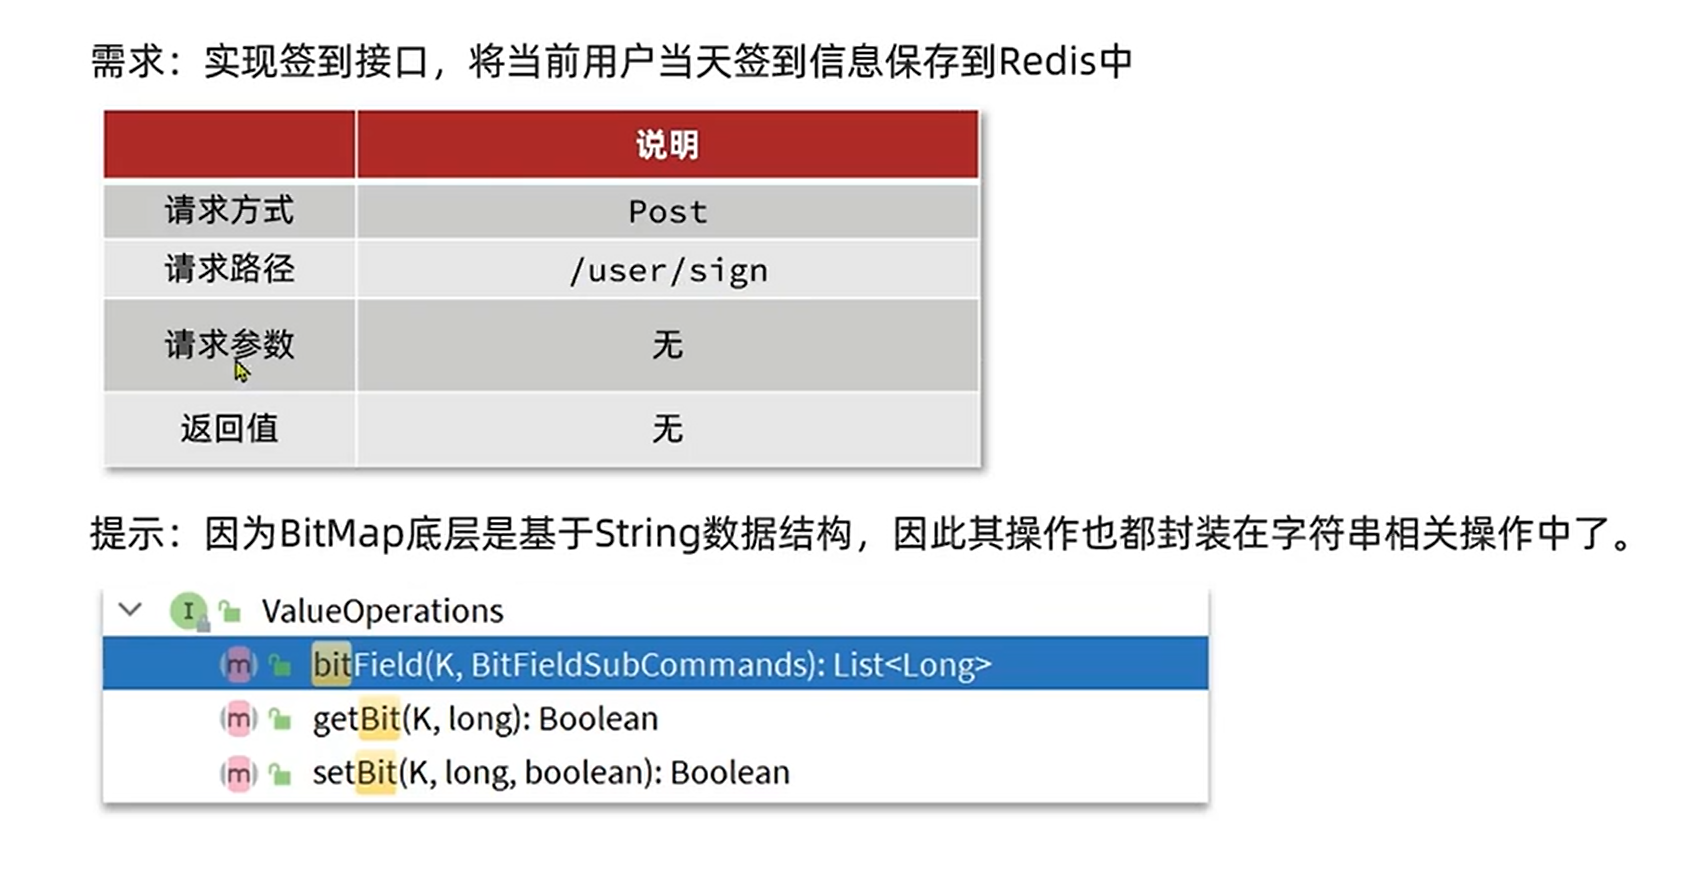 需求：实现签到接口，将当前用户当天签到信息保存到Redis中
说明
请求方式 Post
请求路径 /user/sign
请求参数 无
返回值 无
提示：因为BitMap底层是基于String数据结构，因此其操作也都封装在字符串相关操作中了。
I ValueOperations
m bitField(K, BitFieldSubCommands): List<Long>
m getBit(K, long): Boolean
m setBit(K, long, boolean): Boolean